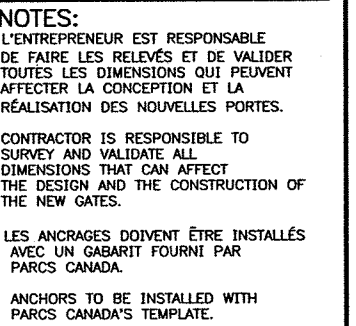 NOTES:
L'ENTREPRENEUR EST RESPONSABLE
DE FAIRE LES RELEVÉS ET DE VALIDER
TOUTES LES DIMENSIONS QUI PEUVENT
AFFECTER LA CONCEPTION ET LA
RÉALISATION DES NOUVELLES PORTES.
CONTRACTOR IS RESPONSIBLE TO
SURVEY AND VALIDATE ALL
DIMENSIONS THAT CAN AFFECT
THE DESIGN AND THE CONSTRUCTION OF
THE NEW GATES.
LES ANCRAGES DOIVENT ÊTRE INSTALLÉS
AVEC UN GABARIT FOURNI PAR
PARCS CANADA.
ANCHORS TO BE INSTALLED WITH
PARCS CANADA'S TEMPLATE.